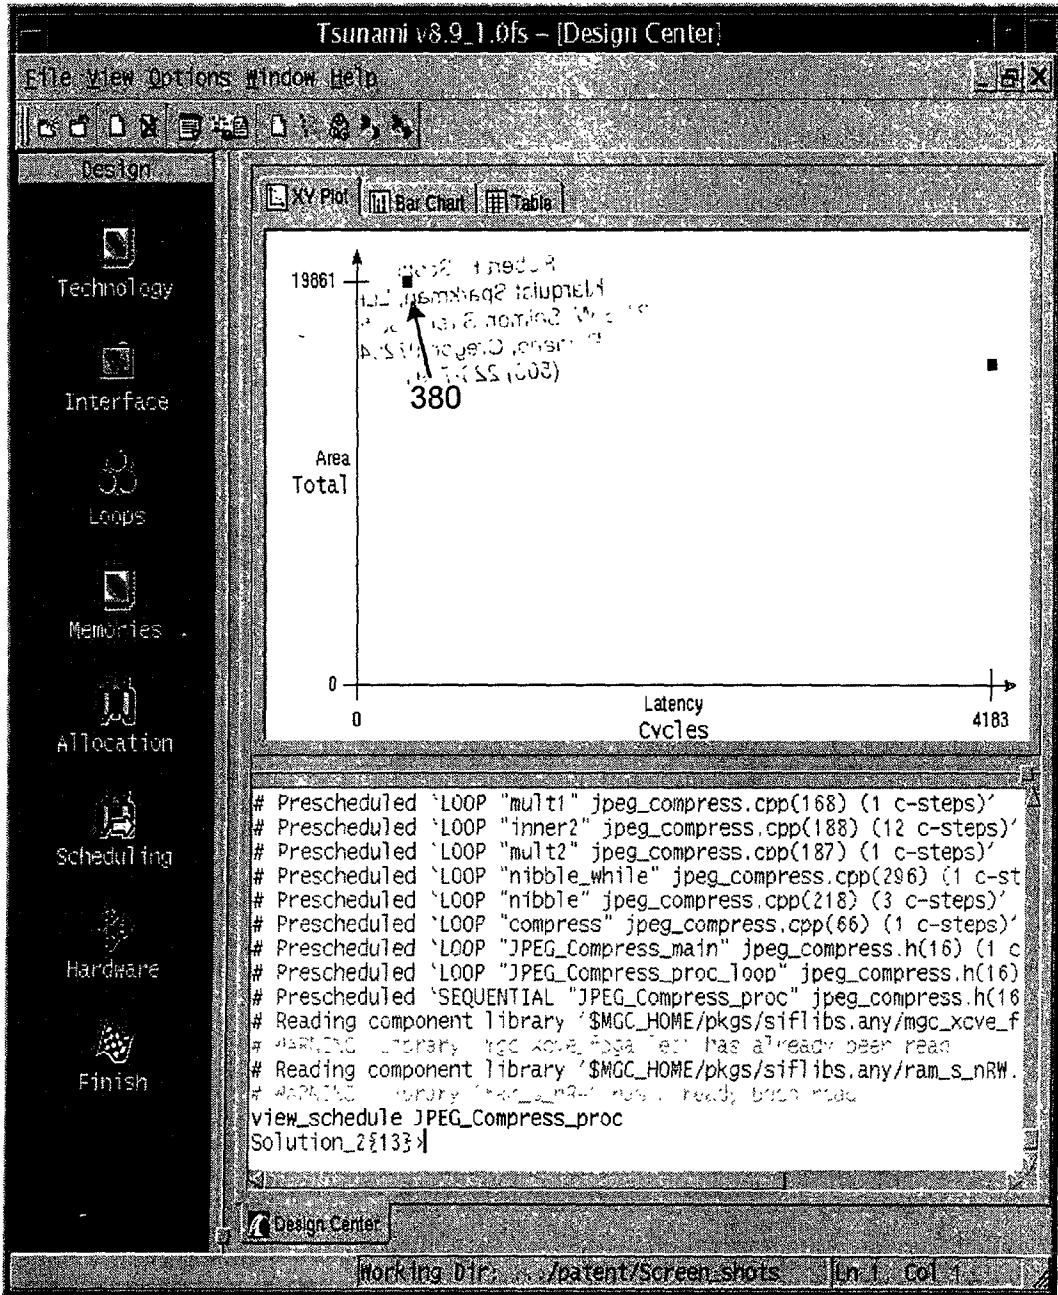 Tsunami v8.9_1.0fs – [Design Center]
File View Options Window Help
Design
Technology
Interface
Loops
Memories
Allocation
Scheduling
Hardware
Finish
XY Plot
Bar Chart
Table
19861
380
Area
Total
0
0
Latency
Cycles
4183
# Prescheduled `LOOP "mult1" jpeg_compress.cpp(168) (1 c-steps)'
# Prescheduled `LOOP "inner2" jpeg_compress.cpp(188) (12 c-steps)'
# Prescheduled `LOOP "mult2" jpeg_compress.cpp(187) (1 c-steps)'
# Prescheduled `LOOP "nibble_while" jpeg_compress.cpp(296) (1 c-st
# Prescheduled `LOOP "nibble" jpeg_compress.cpp(218) (3 c-steps)'
# Prescheduled `LOOP "compress" jpeg_compress.cpp(66) (1 c-steps)'
# Prescheduled `LOOP "JPEG_Compress_main" jpeg_compress.h(16) (1 c
# Prescheduled `LOOP "JPEG_Compress_proc_loop" jpeg_compress.h(16)
# Prescheduled `SEQUENTIAL "JPEG_Compress_proc" jpeg_compress.h(16
# Reading component library '$MGC_HOME/pkgs/siflibs.any/mgc_xcve_f
# has already been read
# Reading component library '$MGC_HOME/pkgs/siflibs.any/ram_s_nRW.
view_schedule JPEG_Compress_proc
Solution_2{13}>
Design Center
Working Dir: .../patent/Screen_shots
Ln 1, Col 1